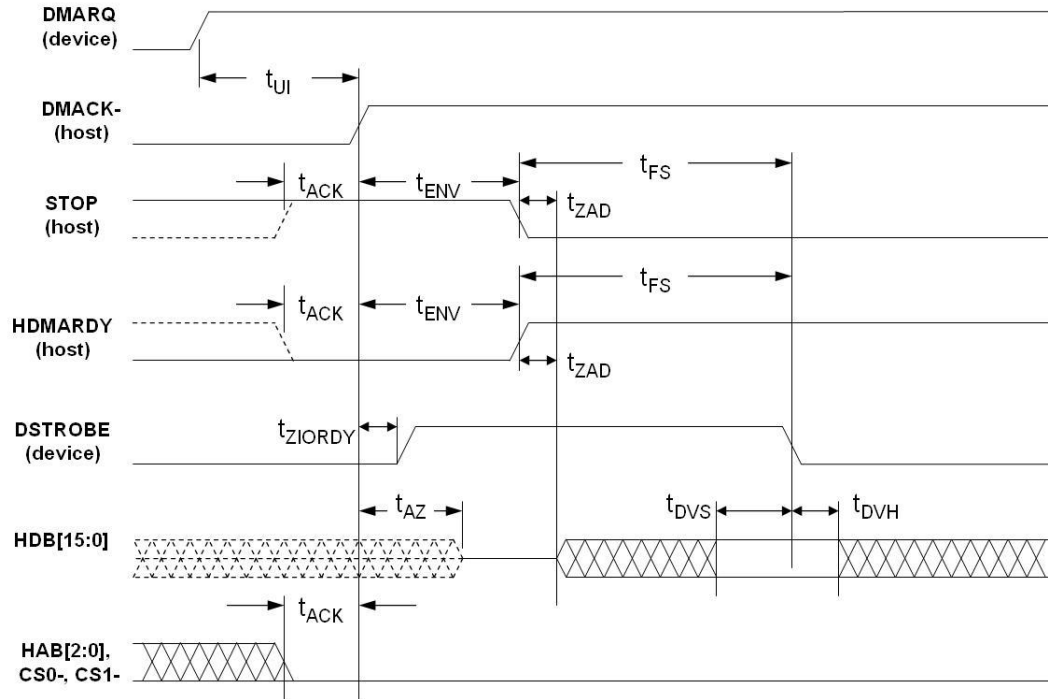 DMARQ
(device)
tUI
DMACK-
(host)
tFS
tACK
tENV
STOP
(host)
tZAD
tFS
tACK
tENV
HDMARDY
(host)
tZAD
DSTROBE
(device)
tZIORDY
tAZ
tDVS
tDVH
HDB[15:0]
tACK
HAB[2:0],
CS0-, CS1-